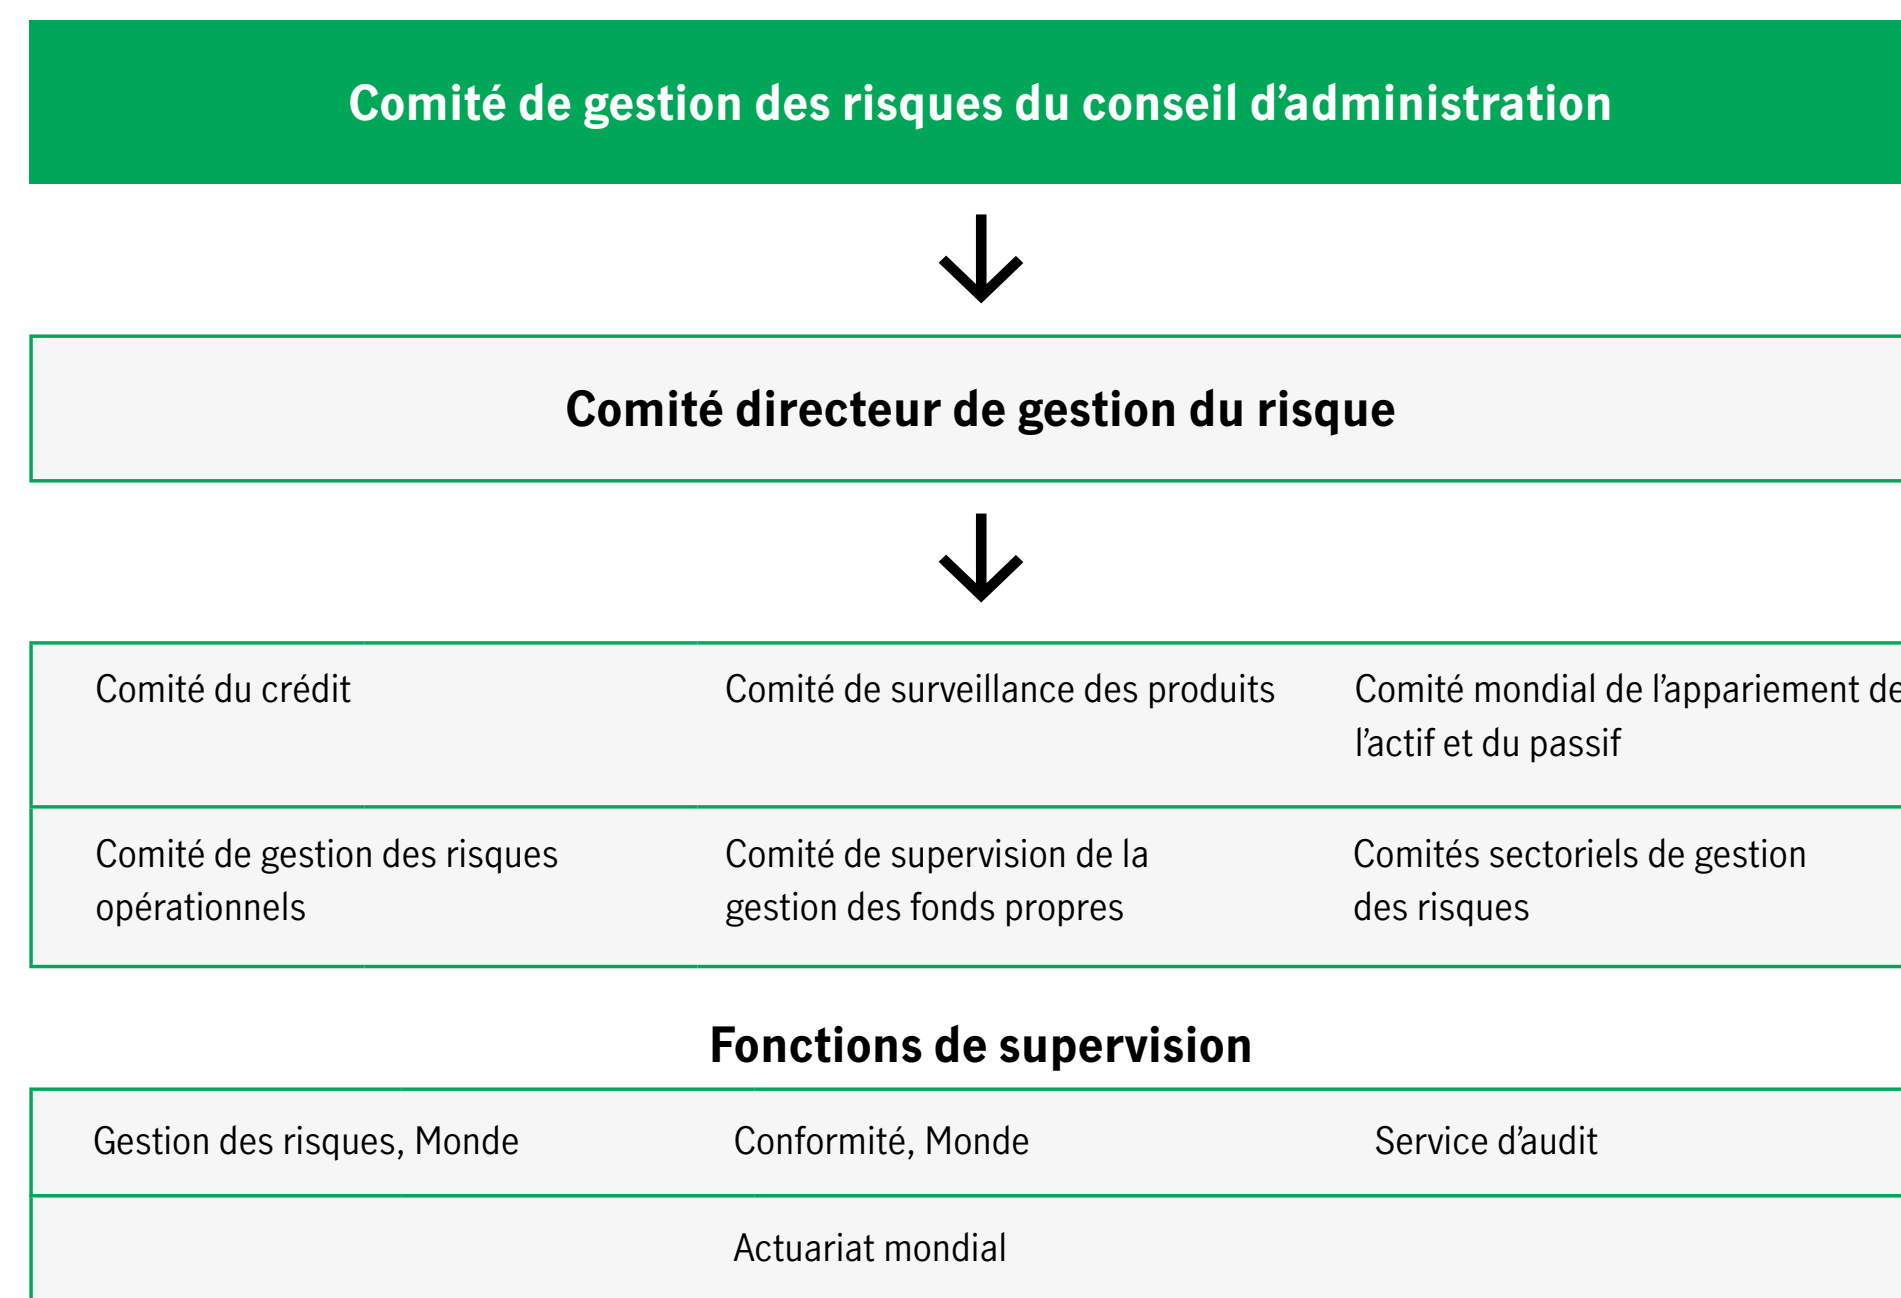 Comité de gestion des risques du conseil d’administration
Comité directeur de gestion du risque
Comité du crédit
Comité de surveillance des produits
Comité mondial de l’appariement de
l’actif et du passif
Comité de gestion des risques
opérationnels
Comité de supervision de la
gestion des fonds propres
Comités sectoriels de gestion
des risques
Fonctions de supervision
Gestion des risques, Monde
Conformité, Monde
Service d’audit
Actuariat mondial